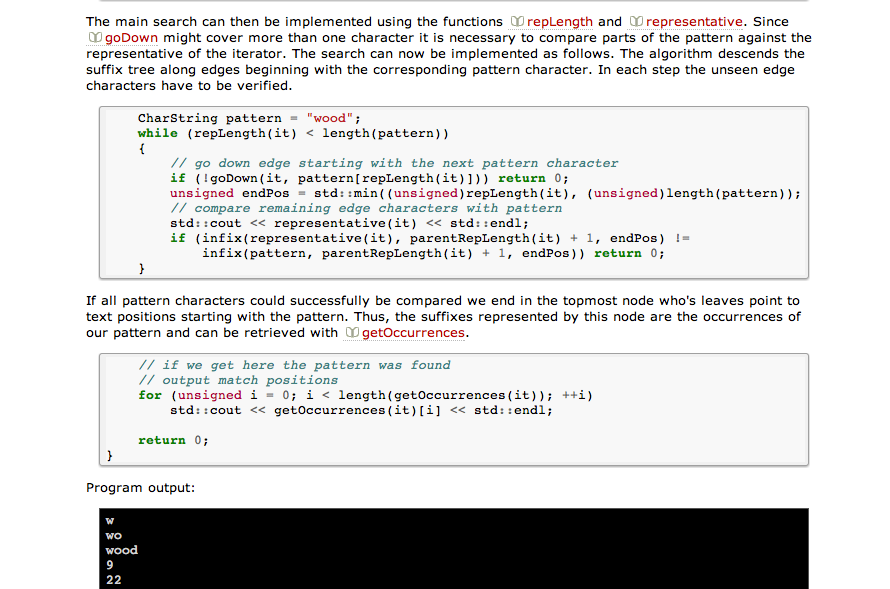 The main search can then be implemented using the functions repLength and representative. Since
goDown might cover more than one character it is necessary to compare parts of the pattern against the
representative of the iterator. The search can now be implemented as follows. The algorithm descends the
suffix tree along edges beginning with the corresponding pattern character. In each step the unseen edge
characters have to be verified.
CharString pattern = "wood";
while (repLength(it) < length(pattern))
{
// go down edge starting with the next pattern character
if (!goDown(it, pattern[repLength(it)])) return 0;
unsigned endPos = std::min((unsigned)repLength(it), (unsigned)length(pattern));
// compare remaining edge characters with pattern
std::cout << representative(it) << std::endl;
if (infix(representative(it), parentRepLength(it) + 1, endPos) !=
infix(pattern, parentRepLength(it) + 1, endPos)) return 0;
}
If all pattern characters could successfully be compared we end in the topmost node who's leaves point to
text positions starting with the pattern. Thus, the suffixes represented by this node are the occurrences of
our pattern and can be retrieved with getOccurrences.
// if we get here the pattern was found
// output match positions
for (unsigned i = 0; i < length(getOccurrences(it)); ++i)
std::cout << getOccurrences(it)[i] << std::endl;
return 0;
}
Program output:
w
wo
wood
9
22